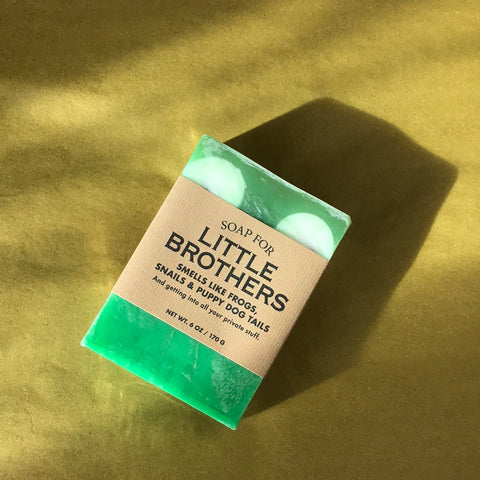 SOAP FOR
LITTLE
BROTHERS
SMELLS LIKE FROGS,
SNAILS & PUPPY DOG TAILS
And getting into all your private stuff.
NET WT. 6 OZ / 170 G